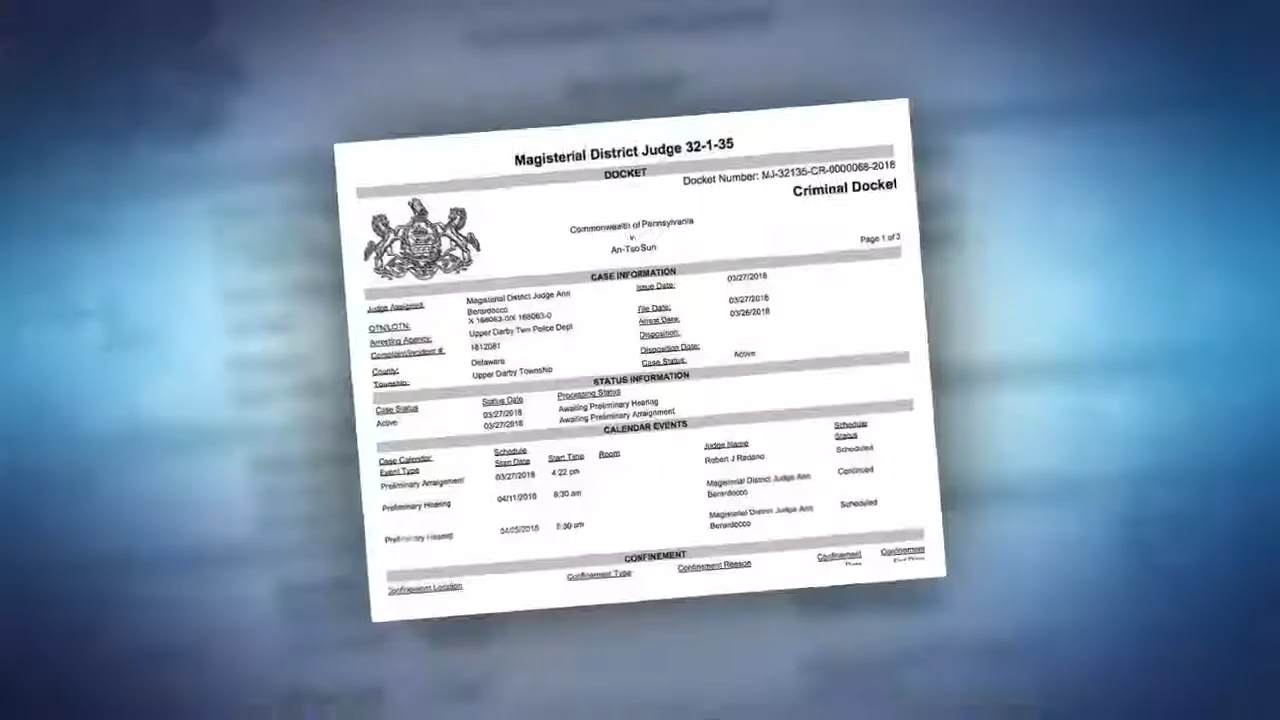 Magisterial District Judge 32-1-35
DOCKET
Docket Number: MJ-32135-CR-0000068-2018
Criminal Docket
Commonwealth of Pennsylvania
v.
An-Tso Sun
Page 1 of 3
CASE INFORMATION
Judge Assigned: Magisterial District Judge Ann Berardocco Issue Date: 03/27/2018
OTN/LOTN: X 168063-0/X 168063-0 File Date: 03/27/2018
Arresting Agency: Upper Darby Twp Police Dept Arrest Date: 03/26/2018
Complaint/Incident #: 1812081 Disposition:
County: Delaware Disposition Date:
Township: Upper Darby Township Case Status: Active
STATUS INFORMATION
Case Status Status Date Processing Status
Active 03/27/2018 Awaiting Preliminary Hearing
03/27/2018 Awaiting Preliminary Arraignment
CALENDAR EVENTS
Case Calendar Schedule Schedule
Event Type Start Date Start Time Room Judge Name Status
Preliminary Arraignment 03/27/2018 4:22 pm Robert J Radano Scheduled
Preliminary Hearing 04/11/2018 8:30 am Magisterial District Judge Ann Berardocco Continued
Preliminary Hearing 04/25/2018 8:30 am Magisterial District Judge Ann Berardocco Scheduled
CONFINEMENT
Confinement Location Confinement Type Confinement Reason Confinement Confinement